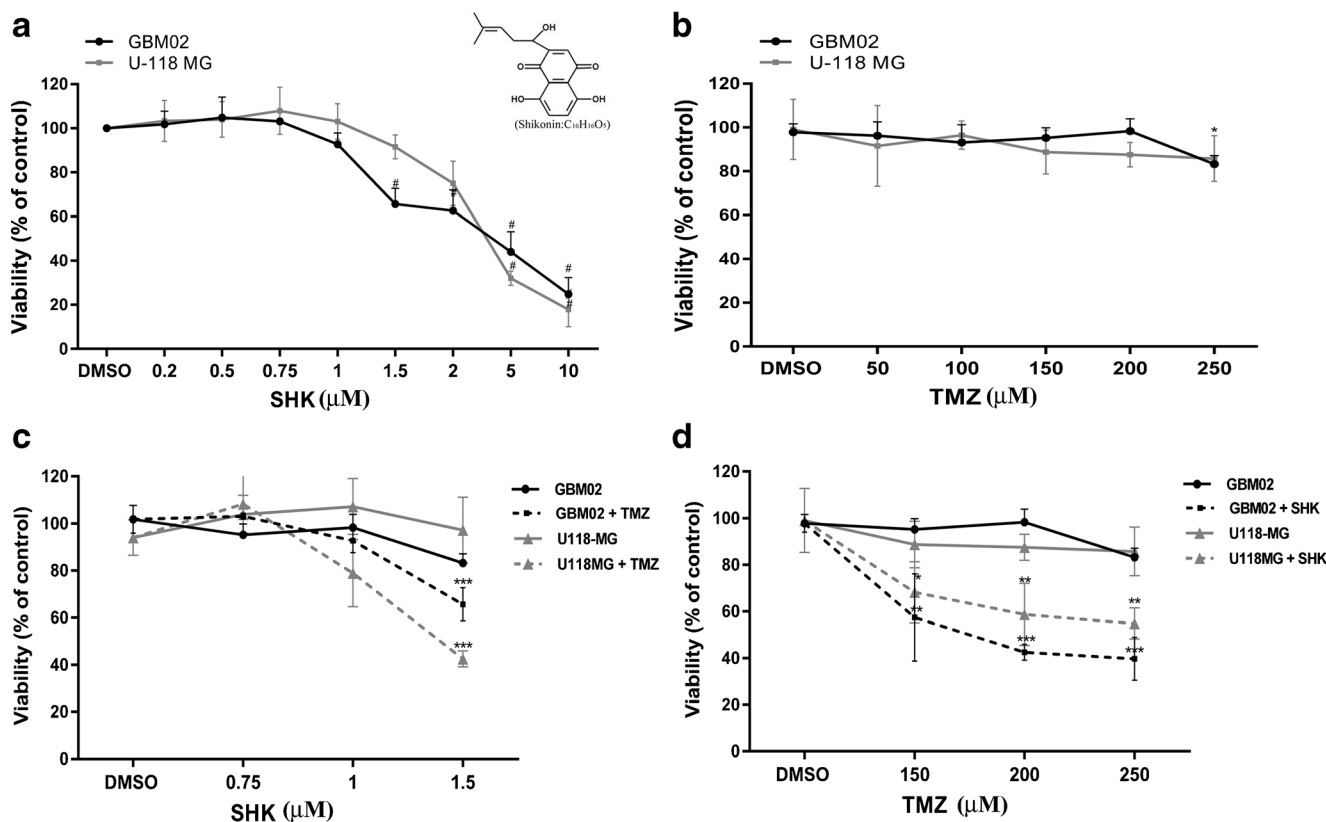 a
GBM02
U-118 MG
OH
O
O
HO
OH
(Shikonin:C₁₆H₁₆O₅)
Viability (% of control)
120
100
80
60
40
20
0
#
#
#
#
#
#
DMSO 0.2 0.5 0.75 1 1.5 2 5 10
SHK (μM)
b
GBM02
U-118 MG
Viability (% of control)
120
100
80
60
40
20
0
*
DMSO 50 100 150 200 250
TMZ (μM)
c
Viability (% of control)
120
100
80
60
40
20
0
***
***
DMSO 0.75 1 1.5
SHK (μM)
GBM02
GBM02 + TMZ
U118-MG
U118MG + TMZ
d
Viability (% of control)
120
100
80
60
40
20
0
*
**
**
***
**
***
DMSO 150 200 250
TMZ (μM)
GBM02
GBM02 + SHK
U118-MG
U118MG + SHK